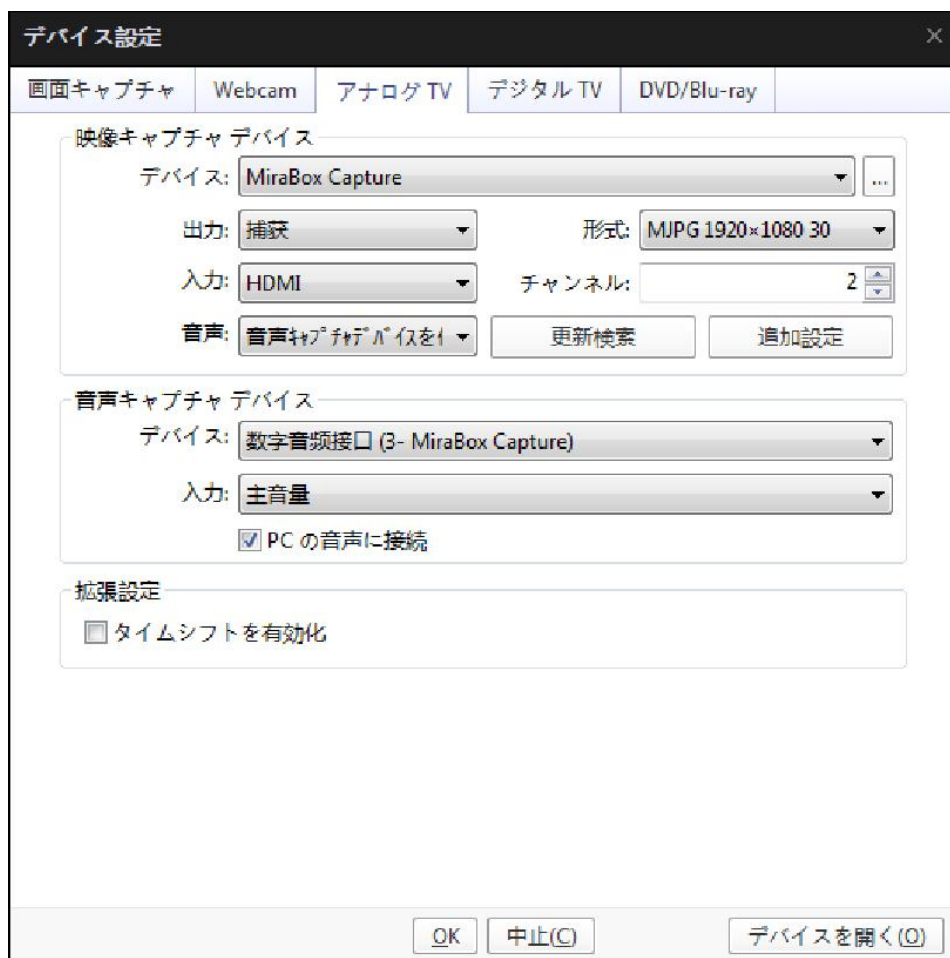 デバイス設定
画面キャプチャ Webcam アナログ TV デジタル TV DVD/Blu-ray
映像キャプチャ デバイス
デバイス: MiraBox Capture ...
出力: 捕获 形式: MJPG 1920×1080 30
入力: HDMI チャンネル: 2
音声: 音声ｷｬﾌﾟﾁｬﾃﾞﾊﾞｲｽを 更新検索 追加設定
音声キャプチャ デバイス
デバイス: 数字音频接口 (3- MiraBox Capture)
入力: 主音量
PC の音声に接続
拡張設定
タイムシフトを有効化
OK 中止(C) デバイスを開く(O)